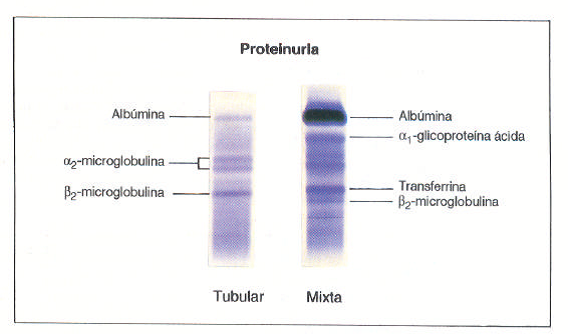 Proteinuria
Albúmina
α2-microglobulina
β2-microglobulina
Albúmina
α1-glicoproteína ácida
Transferrina
β2-microglobulina
Tubular
Mixta